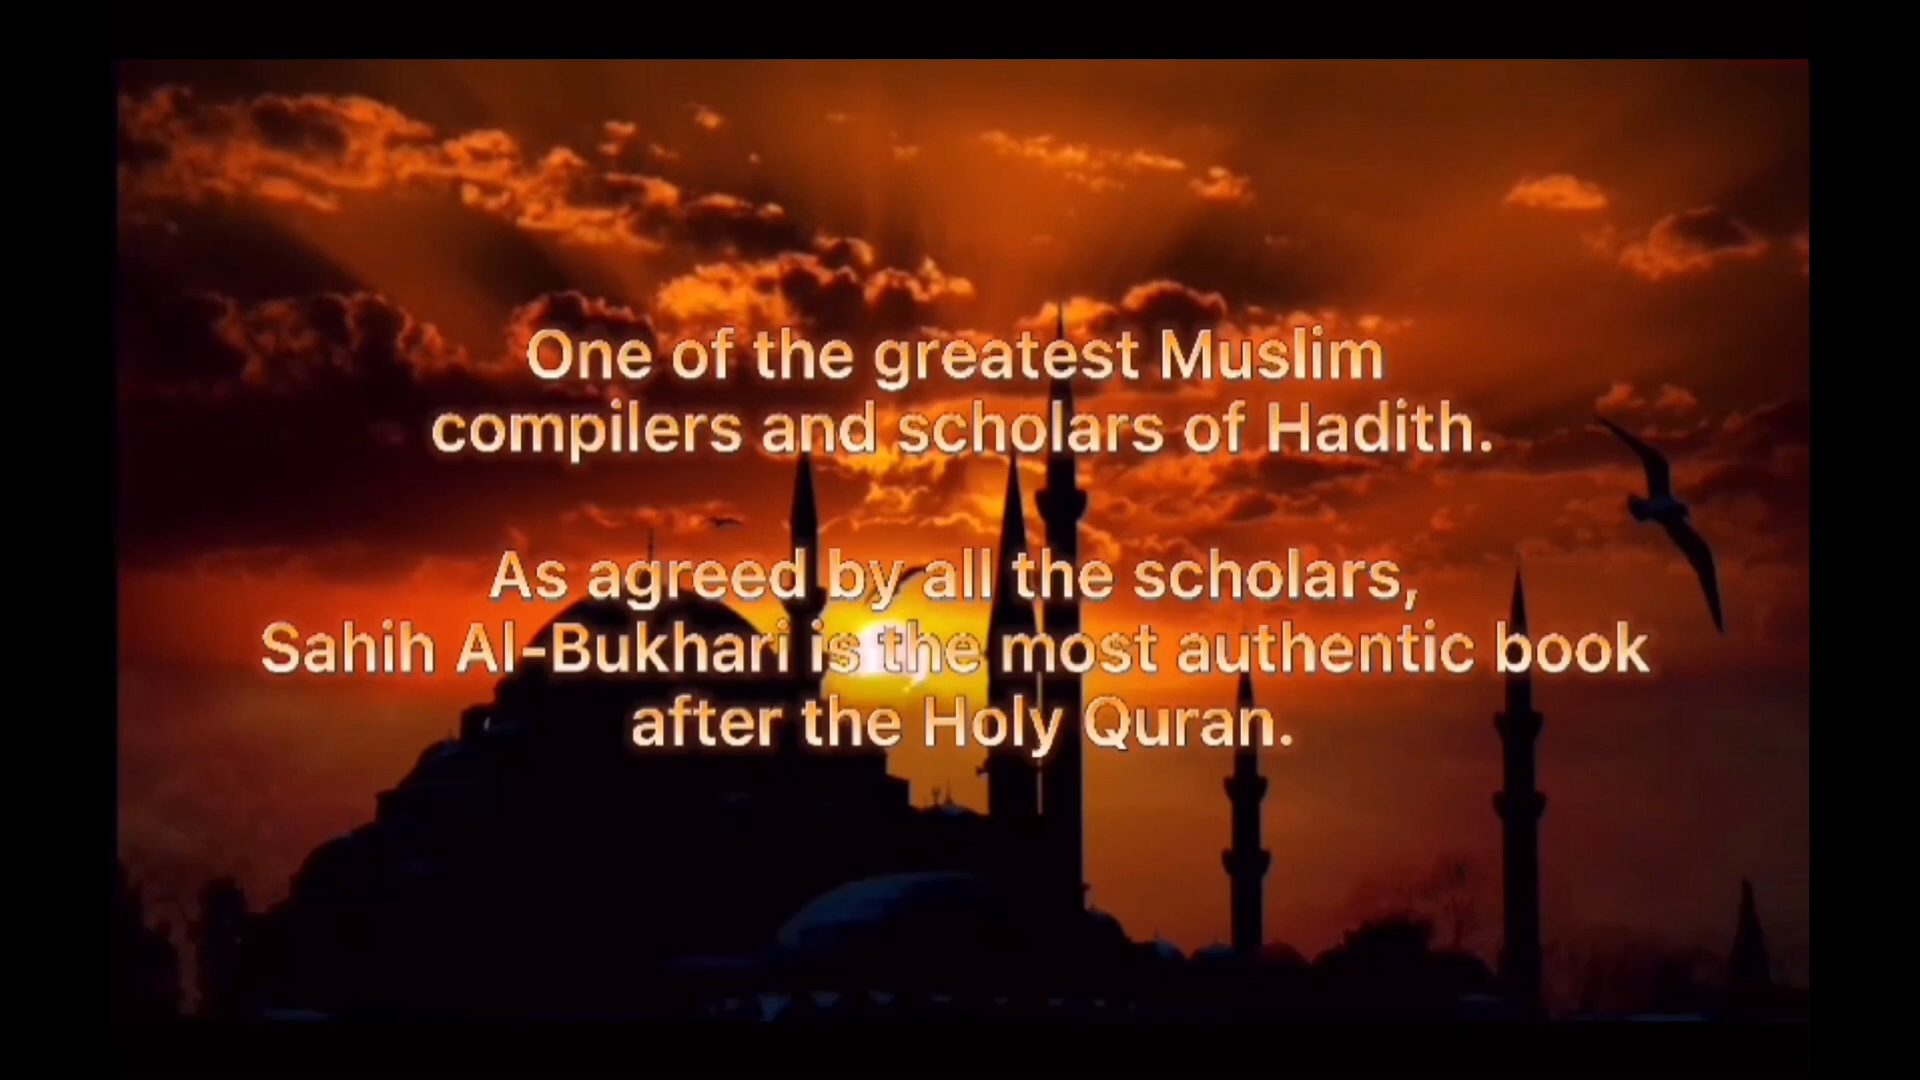 One of the greatest Muslim
compilers and scholars of Hadith.
As agreed by all the scholars,
Sahih Al-Bukhari is the most authentic book
after the Holy Quran.